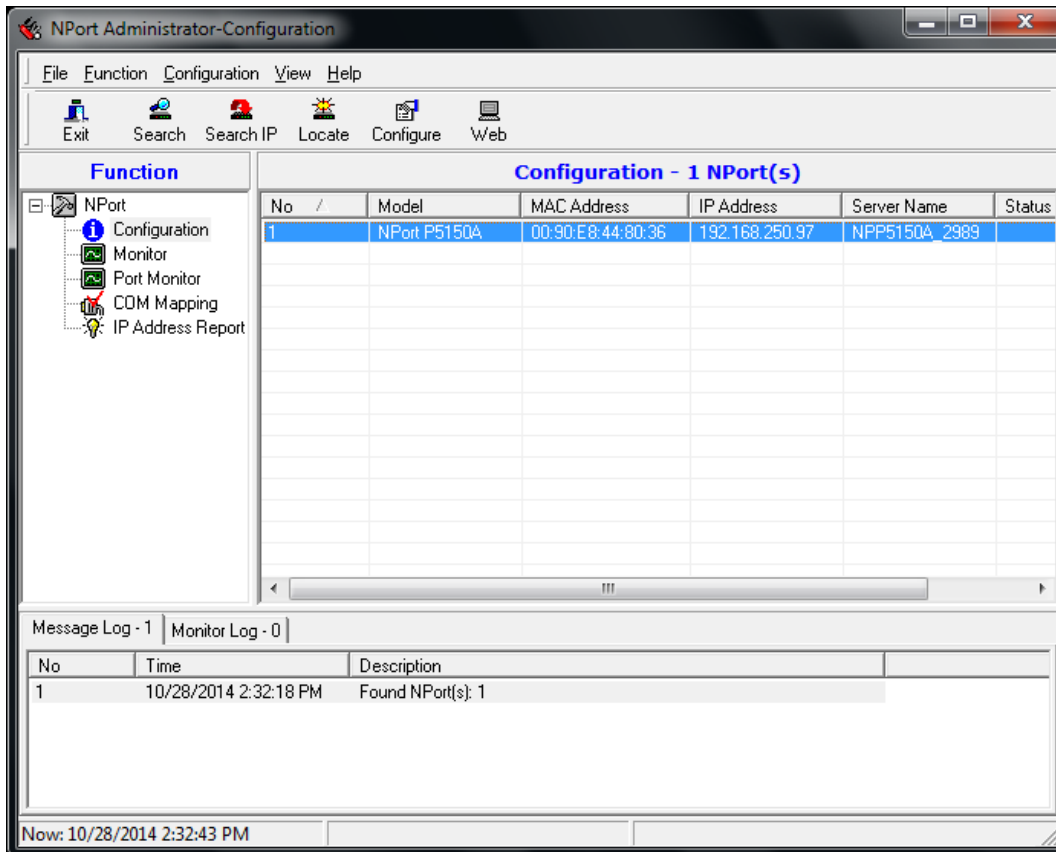 NPort Administrator-Configuration
File Function Configuration View Help
Exit Search Search IP Locate Configure Web
Function
Configuration - 1 NPort(s)
NPort
Configuration
Monitor
Port Monitor
COM Mapping
IP Address Report
No Model MAC Address IP Address Server Name Status
1 NPort P5150A 00:90:E8:44:80:36 192.168.250.97 NPP5150A_2989
Message Log - 1 Monitor Log - 0
No Time Description
1 10/28/2014 2:32:18 PM Found NPort(s): 1
Now: 10/28/2014 2:32:43 PM